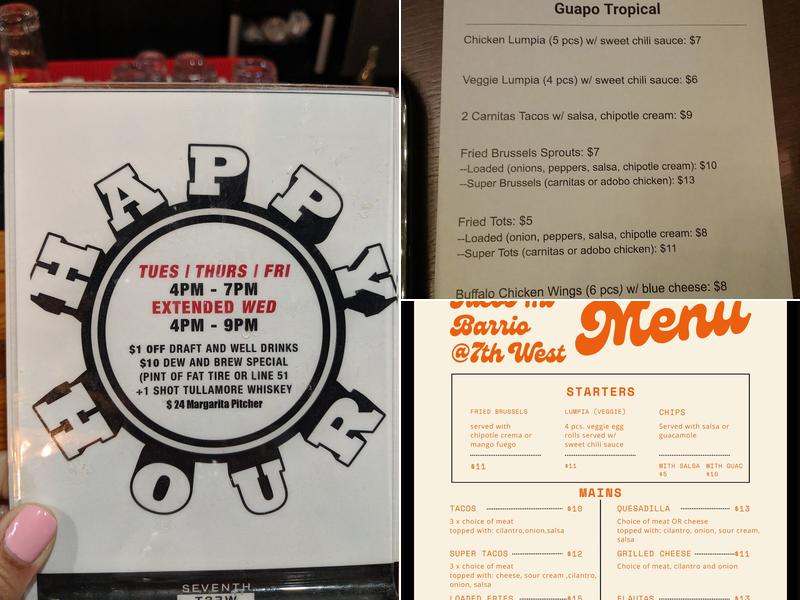 HAPPY
TUES / THURS / FRI
4PM - 7PM
EXTENDED WED
4PM - 9PM
$1 OFF DRAFT AND WELL DRINKS
$10 DEW AND BREW SPECIAL
(PINT OF FAT TIRE OR LINE 51
+1 SHOT TULLAMORE WHISKEY
$ 24 Margarita Pitcher
HOUR
SEVENTH
WEST
Guapo Tropical
Chicken Lumpia (5 pcs) w/ sweet chili sauce: $7
Veggie Lumpia (4 pcs) w/ sweet chili sauce: $6
2 Carnitas Tacos w/ salsa, chipotle cream: $9
Fried Brussels Sprouts: $7
--Loaded (onions, peppers, salsa, chipotle cream): $10
--Super Brussels (carnitas or adobo chicken): $13
Fried Tots: $5
--Loaded (onion, peppers, salsa, chipotle cream: $8
--Super Tots (carnitas or adobo chicken): $11
Buffalo Chicken Wings (6 pc) w/ blue cheese: $8
Barrio
@7th West
Menu
STARTERS
FRIED BRUSSELS
served with
chipotle crema or
mango fuego
$11
LUMPIA (VEGGIE)
4 pcs. veggie egg
rolls served w/
sweet chili sauce
$11
CHIPS
Served with salsa or
guacamole
WITH SALSA WITH GUAC
$5 $10
MAINS
TACOS $10
3 x choice of meat
topped with: cilantro,onion,salsa
SUPER TACOS $12
3 x choice of meat
topped with: cheese, sour cream ,cilantro,
onion, salsa
LOADED FRIES $15
QUESADILLA $13
Choice of meat OR cheese
topped with: cilantro, onion, sour cream,
salsa
GRILLED CHEESE $11
Choice of meat, cilantro and onion
FLAUTAS $13